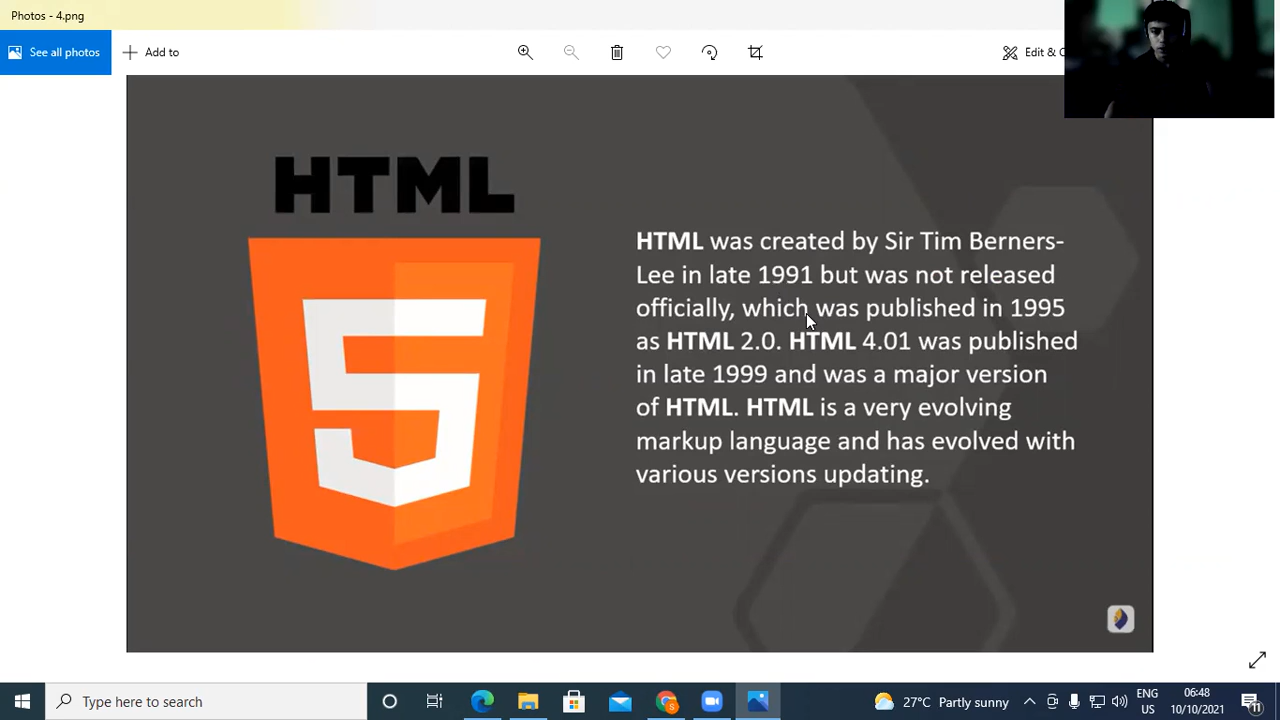 Photos - 4.png
See all photos
Add to
Edit & C
HTML
5
HTML was created by Sir Tim Berners-
Lee in late 1991 but was not released
officially, which was published in 1995
as HTML 2.0. HTML 4.01 was published
in late 1999 and was a major version
of HTML. HTML is a very evolving
markup language and has evolved with
various versions updating.
Type here to search
27°C Partly sunny
ENG
US
06:48
10/10/2021
11